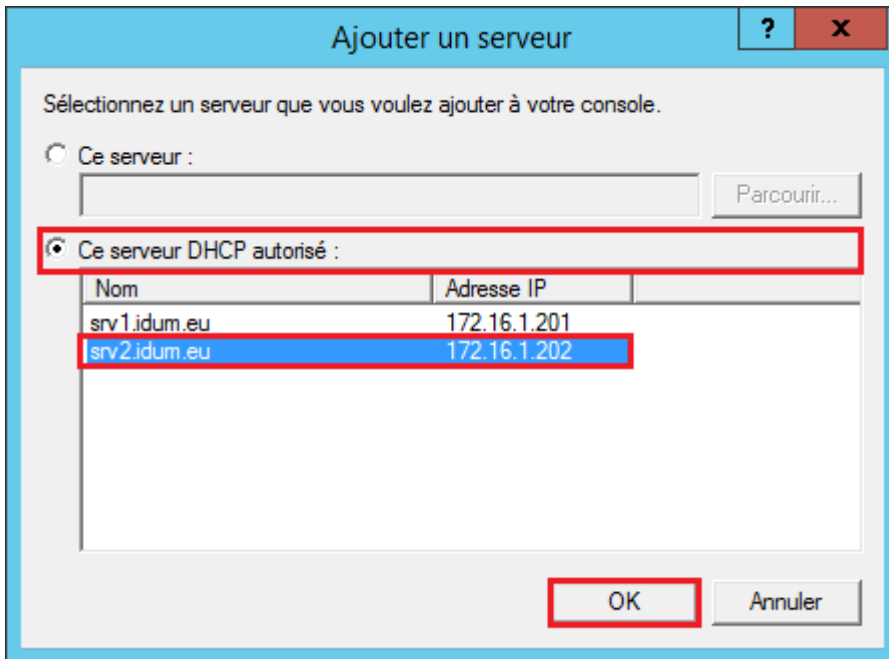 Ajouter un serveur
? x
Sélectionnez un serveur que vous voulez ajouter à votre console.
Ce serveur :
Parcourir...
Ce serveur DHCP autorisé :
Nom Adresse IP
srv1.idum.eu 172.16.1.201
srv2.idum.eu 172.16.1.202
OK Annuler